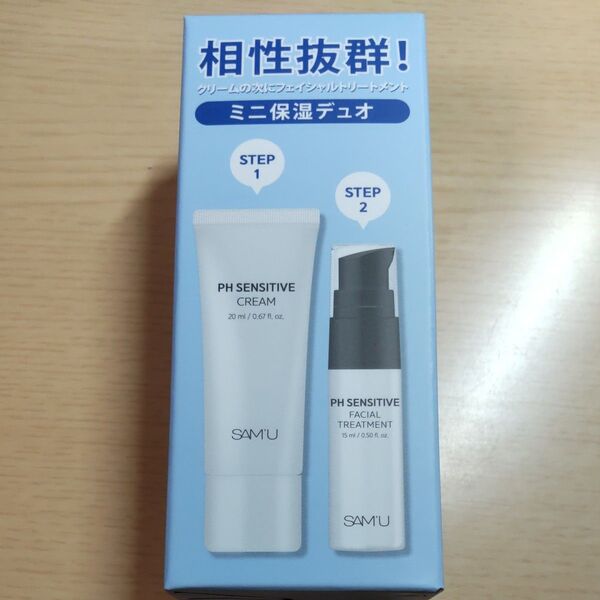 相性抜群!
クリームの次にフェイシャルトリートメント
ミニ保湿デュオ
STEP
1
STEP
2
PH SENSITIVE
CREAM
20 ml / 0.67 fl. oz.
SAM'U
PH SENSITIVE
FACIAL
TREATMENT
15 ml / 0.50 fl. oz.
SAM'U